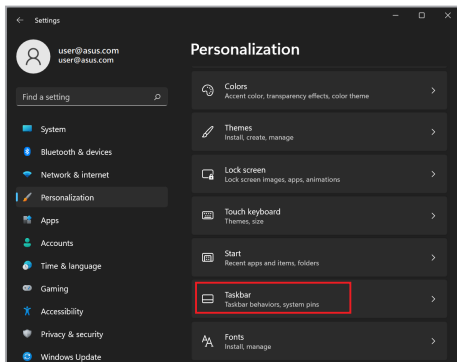 Settings
user@asus.com
user@asus.com
Find a setting
System
Bluetooth & devices
Network & internet
Personalization
Apps
Accounts
Time & language
Gaming
Accessibility
Privacy & security
Windows Update
Personalization
Colors
Accent color, transparency effects, color theme
Themes
Install, create, manage
Lock screen
Lock screen images, apps, animations
Touch keyboard
Themes, size
Start
Recent apps and items, folders
Taskbar
Taskbar behaviors, system pins
Fonts
Install, manage